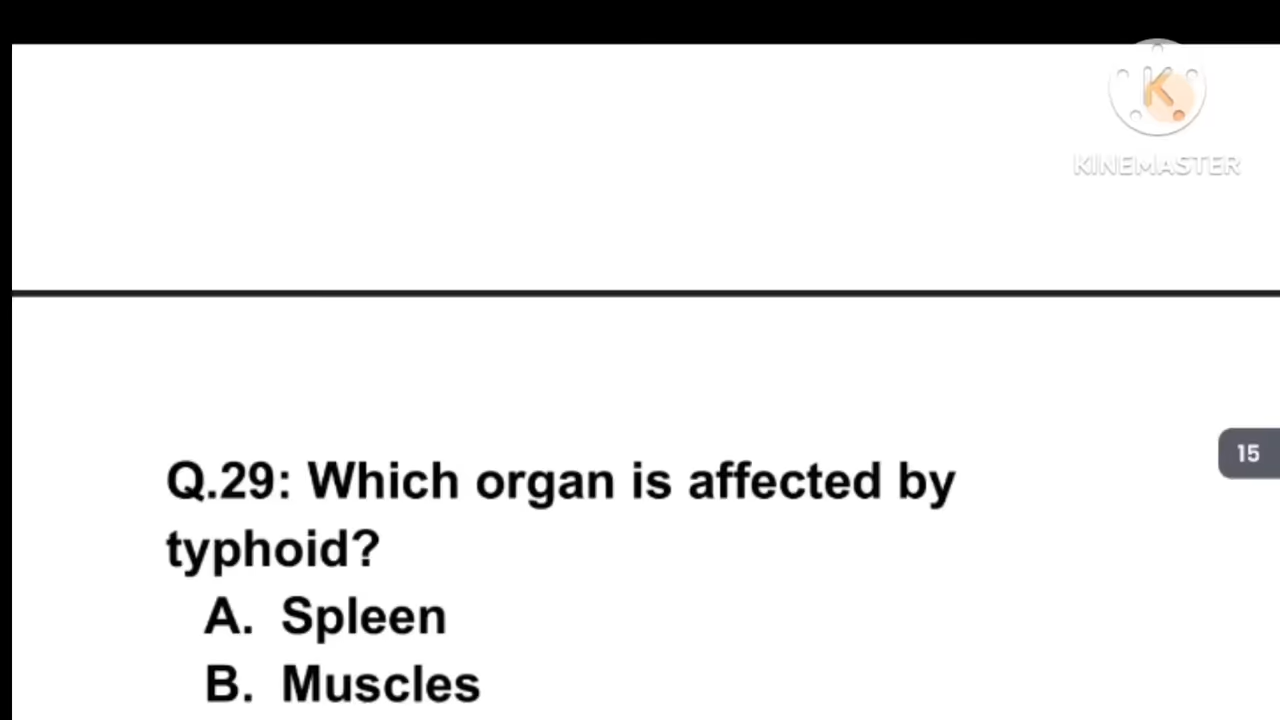 KINEMASTER
15
Q.29: Which organ is affected by
typhoid?
A. Spleen
B. Muscles